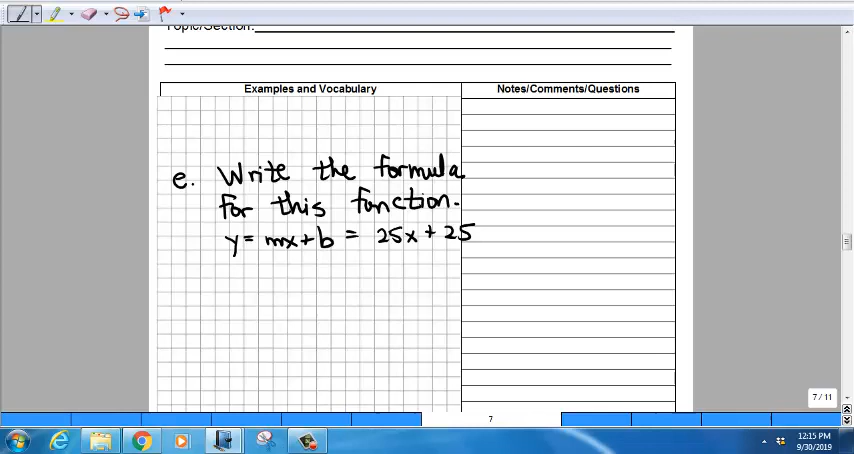 Topic/Section:
Examples and Vocabulary
Notes/Comments/Questions
e. Write the formula
for this function.
y = mx + b = 25x + 25
7 / 11
7
12:15 PM
9/30/2019